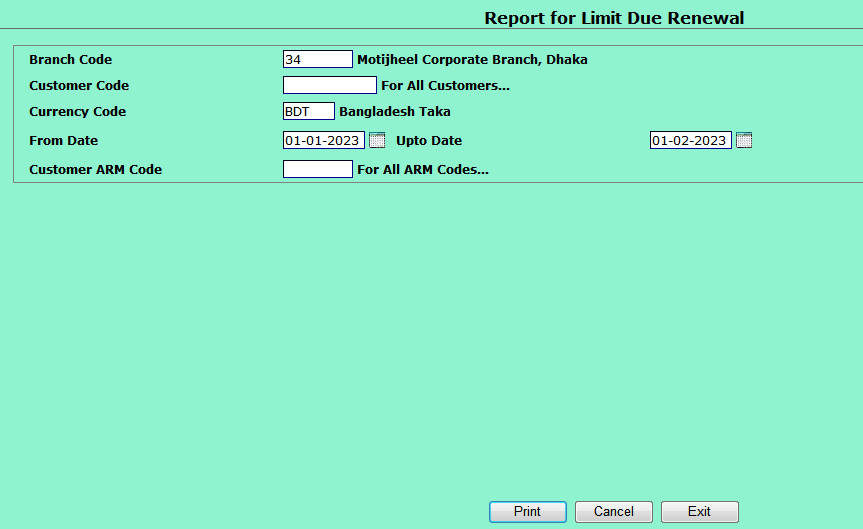 Report for Limit Due Renewal
Branch Code 34 Motijheel Corporate Branch, Dhaka
Customer Code For All Customers...
Currency Code BDT Bangladesh Taka
From Date 01-01-2023 Upto Date 01-02-2023
Customer ARM Code For All ARM Codes...
Print Cancel Exit